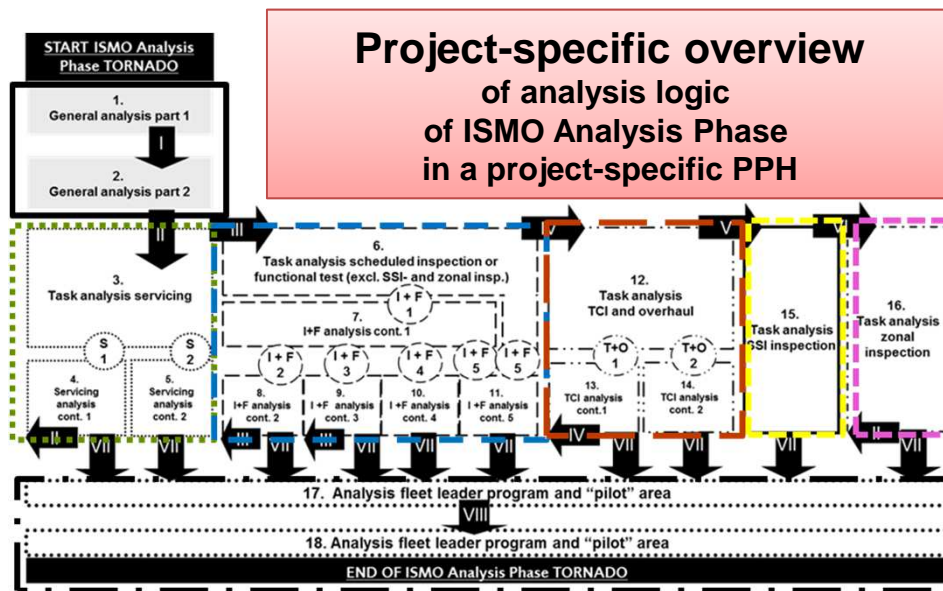 START ISMO Analysis
Phase TORNADO
Project-specific overview
of analysis logic
of ISMO Analysis Phase
in a project-specific PPH
1.
General analysis part 1
I
2.
General analysis part 2
II
III
V
3.
Task analysis servicing
S
1
S
2
4.
Servicing
analysis
cont. 1
5.
Servicing
analysis
cont. 2
6.
Task analysis scheduled inspection or
functional test (excl. SSI- and zonal insp.)
7.
I+F analysis cont. 1
I + F
1
I + F
2
I + F
3
I + F
4
I + F
5
I + F
5
8.
I+F analysis
cont. 2
9.
I+F analysis
cont. 3
10.
I+F analysis
cont. 4
11.
I+F analysis
cont. 5
12.
Task analysis
TCI and overhaul
T+O
1
T+O
2
13.
TCI analysis
cont.1
14.
TCI analysis
cont. 2
15.
Task analysis
SSI inspection
16.
Task analysis
zonal
inspection
II
III
III
IV
II
VII
VII
VII
VII
VII
VII
VII
VII
VII
VII
17. Analysis fleet leader program and “pilot” area
VIII
18. Analysis fleet leader program and “pilot” area
END OF ISMO Analysis Phase TORNADO